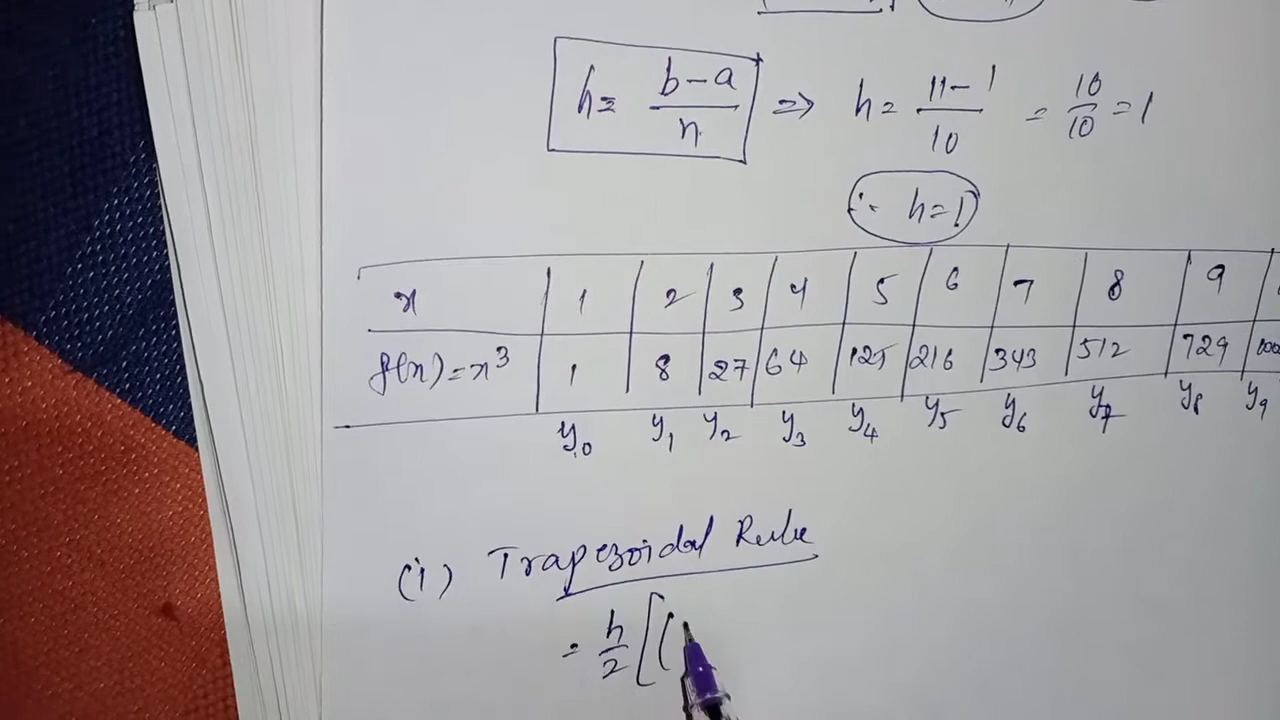 h = b-a/n ⇒ h = 11-1/10 = 10/10 = 1
∴ h=1
x 1 2 3 4 5 6 7 8 9
f(x)=x³ 1 8 27 64 125 216 343 512 729
y₀ y₁ y₂ y₃ y₄ y₅ y₆ y₇ y₈ y₉
(i) Trapezoidal Rule
= h/2 [(